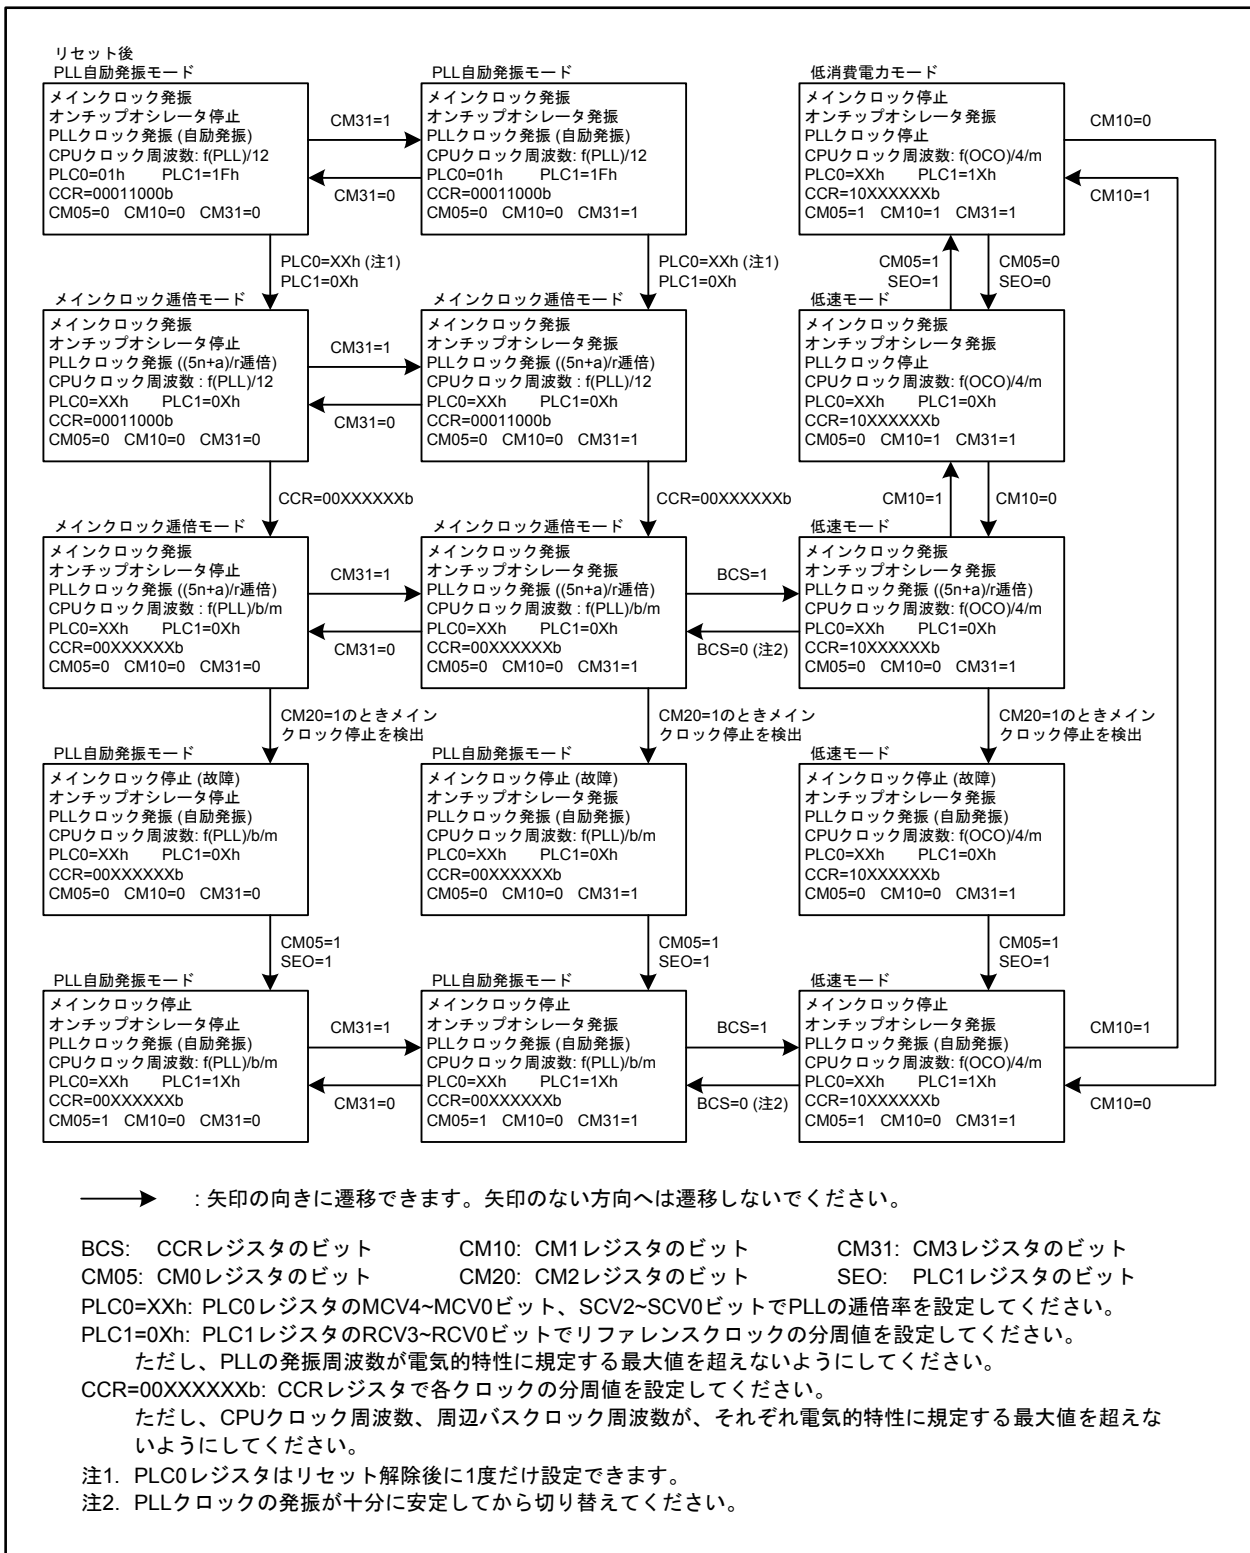 リセット後
PLL自励発振モード
メインクロック発振
オンチップオシレータ停止
PLLクロック発振 (自励発振)
CPUクロック周波数: f(PLL)/12
PLC0=01h PLC1=1Fh
CCR=00011000b
CM05=0 CM10=0 CM31=0
CM31=1
CM31=0
PLL自励発振モード
メインクロック発振
オンチップオシレータ発振
PLLクロック発振 (自励発振)
CPUクロック周波数: f(PLL)/12
PLC0=01h PLC1=1Fh
CCR=00011000b
CM05=0 CM10=0 CM31=1
低消費電力モード
メインクロック停止
オンチップオシレータ発振
PLLクロック停止
CPUクロック周波数: f(OCO)/4/m
PLC0=XXh PLC1=1Xh
CCR=10XXXXXXb
CM05=1 CM10=1 CM31=1
CM10=0
CM10=1
PLC0=XXh (注1)
PLC1=0Xh
PLC0=XXh (注1)
PLC1=0Xh
CM05=1
SEO=1
CM05=0
SEO=0
メインクロック逓倍モード
メインクロック発振
オンチップオシレータ停止
PLLクロック発振 ((5n+a)/r逓倍)
CPUクロック周波数 : f(PLL)/12
PLC0=XXh PLC1=0Xh
CCR=00011000b
CM05=0 CM10=0 CM31=0
CM31=1
CM31=0
メインクロック逓倍モード
メインクロック発振
オンチップオシレータ発振
PLLクロック発振 ((5n+a)/r逓倍)
CPUクロック周波数 : f(PLL)/12
PLC0=XXh PLC1=0Xh
CCR=00011000b
CM05=0 CM10=0 CM31=1
低速モード
メインクロック発振
オンチップオシレータ発振
PLLクロック停止
CPUクロック周波数: f(OCO)/4/m
PLC0=XXh PLC1=0Xh
CCR=10XXXXXXb
CM05=0 CM10=1 CM31=1
CCR=00XXXXXXb
CCR=00XXXXXXb
CM10=1
CM10=0
メインクロック逓倍モード
メインクロック発振
オンチップオシレータ停止
PLLクロック発振 ((5n+a)/r逓倍)
CPUクロック周波数 : f(PLL)/b/m
PLC0=XXh PLC1=0Xh
CCR=00XXXXXXb
CM05=0 CM10=0 CM31=0
CM31=1
CM31=0
メインクロック逓倍モード
メインクロック発振
オンチップオシレータ発振
PLLクロック発振 ((5n+a)/r逓倍)
CPUクロック周波数 : f(PLL)/b/m
PLC0=XXh PLC1=0Xh
CCR=00XXXXXXb
CM05=0 CM10=0 CM31=1
BCS=1
BCS=0 (注2)
低速モード
メインクロック発振
オンチップオシレータ発振
PLLクロック発振 ((5n+a)/r逓倍)
CPUクロック周波数: f(OCO)/4/m
PLC0=XXh PLC1=0Xh
CCR=10XXXXXXb
CM05=0 CM10=0 CM31=1
CM20=1のときメイン
クロック停止を検出
CM20=1のときメイン
クロック停止を検出
CM20=1のときメイン
クロック停止を検出
PLL自励発振モード
メインクロック停止 (故障)
オンチップオシレータ停止
PLLクロック発振 (自励発振)
CPUクロック周波数: f(PLL)/b/m
PLC0=XXh PLC1=0Xh
CCR=00XXXXXXb
CM05=0 CM10=0 CM31=0
PLL自励発振モード
メインクロック停止 (故障)
オンチップオシレータ発振
PLLクロック発振 (自励発振)
CPUクロック周波数: f(PLL)/b/m
PLC0=XXh PLC1=0Xh
CCR=00XXXXXXb
CM05=0 CM10=0 CM31=1
低速モード
メインクロック停止 (故障)
オンチップオシレータ発振
PLLクロック発振 (自励発振)
CPUクロック周波数: f(OCO)/4/m
PLC0=XXh PLC1=0Xh
CCR=10XXXXXXb
CM05=0 CM10=0 CM31=1
CM05=1
SEO=1
CM05=1
SEO=1
CM05=1
SEO=1
PLL自励発振モード
メインクロック停止
オンチップオシレータ停止
PLLクロック発振 (自励発振)
CPUクロック周波数: f(PLL)/b/m
PLC0=XXh PLC1=1Xh
CCR=00XXXXXXb
CM05=1 CM10=0 CM31=0
CM31=1
CM31=0
PLL自励発振モード
メインクロック停止
オンチップオシレータ発振
PLLクロック発振 (自励発振)
CPUクロック周波数: f(PLL)/b/m
PLC0=XXh PLC1=1Xh
CCR=00XXXXXXb
CM05=1 CM10=0 CM31=1
BCS=1
BCS=0 (注2)
低速モード
メインクロック停止
オンチップオシレータ発振
PLLクロック発振 (自励発振)
CPUクロック周波数: f(OCO)/4/m
PLC0=XXh PLC1=1Xh
CCR=10XXXXXXb
CM05=1 CM10=0 CM31=1
CM10=1
CM10=0
: 矢印の向きに遷移できます。矢印のない方向へは遷移しないでください。
BCS: CCRレジスタのビット CM10: CM1レジスタのビット CM31: CM3レジスタのビット
CM05: CM0レジスタのビット CM20: CM2レジスタのビット SEO: PLC1レジスタのビット
PLC0=XXh: PLC0レジスタのMCV4~MCV0ビット、SCV2~SCV0ビットでPLLの逓倍率を設定してください。
PLC1=0Xh: PLC1レジスタのRCV3~RCV0ビットでリファレンスクロックの分周値を設定してください。
ただし、PLLの発振周波数が電気的特性に規定する最大値を超えないようにしてください。
CCR=00XXXXXXb: CCRレジスタで各クロックの分周値を設定してください。
ただし、CPUクロック周波数、周辺バスクロック周波数が、それぞれ電気的特性に規定する最大値を超えな
いようにしてください。
注1. PLC0レジスタはリセット解除後に1度だけ設定できます。
注2. PLLクロックの発振が十分に安定してから切り替えてください。